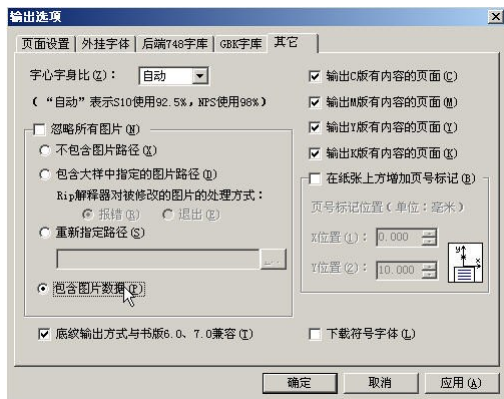 输出选项
页面设置 外挂字体 后端748字库 GBK字库 其它
字心字身比(Z)： 自动
（“自动”表示S10使用92.5%，NPS使用98%）
忽略所有图片(N)
不包含图片路径(X)
包含大样中指定的图片路径(D)
Rip解释器对被修改的图片的处理方式：
报错(R) 退出(E)
重新指定路径(S)
...
包含图片数据(P)
底纹输出方式与书版6.0、7.0兼容(T)
输出C版有内容的页面(C)
输出M版有内容的页面(M)
输出Y版有内容的页面(Y)
输出K版有内容的页面(K)
在纸张上方增加页号标记(B)
页号标记位置(单位：毫米)
X位置(1)： 0.000
Y位置(2)： 10.000
y
x
下载符号字体(L)
确定 取消 应用(A)